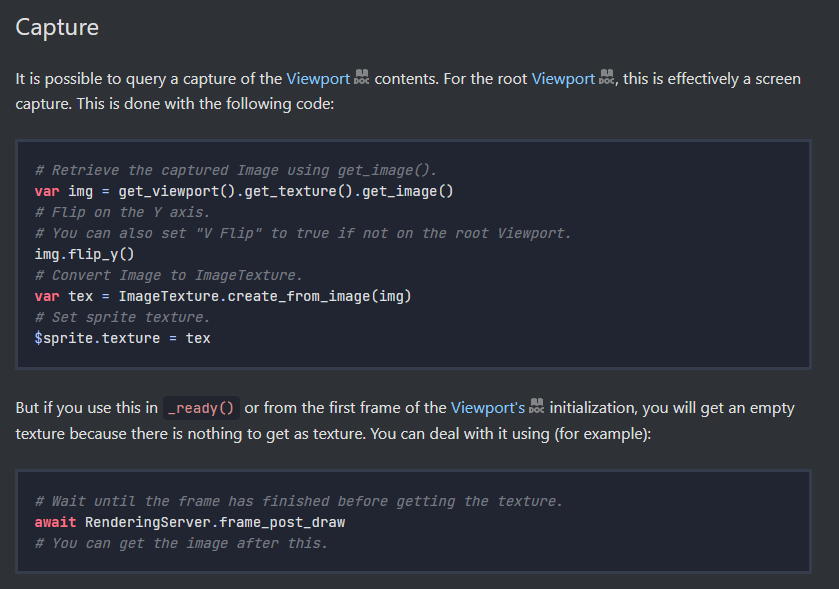 Capture
It is possible to query a capture of the Viewport DOC contents. For the root Viewport DOC, this is effectively a screen
capture. This is done with the following code:
# Retrieve the captured Image using get_image().
var img = get_viewport().get_texture().get_image()
# Flip on the Y axis.
# You can also set "V Flip" to true if not on the root Viewport.
img.flip_y()
# Convert Image to ImageTexture.
var tex = ImageTexture.create_from_image(img)
# Set sprite texture.
$sprite.texture = tex
But if you use this in _ready() or from the first frame of the Viewport's DOC initialization, you will get an empty
texture because there is nothing to get as texture. You can deal with it using (for example):
# Wait until the frame has finished before getting the texture.
await RenderingServer.frame_post_draw
# You can get the image after this.